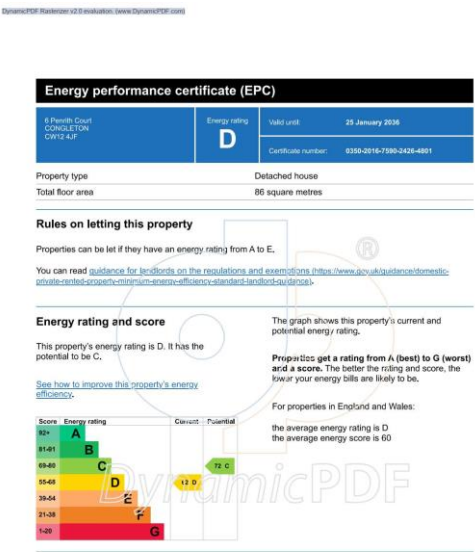 DynamicPDF Rasterizer v2.0 evaluation. (www.DynamicPDF.com)
Energy performance certificate (EPC)
6 Penrith Court
CONGLETON
CW12 4JF
Energy rating
D
Valid until:
25 January 2036
Certificate number:
0350-2016-7590-2426-4801
Property type
Detached house
Total floor area
86 square metres
Rules on letting this property
Properties can be let if they have an energy rating from A to E.
You can read guidance for landlords on the regulations and exemptions (https://www.gov.uk/guidance/domestic-
private-rented-property-minimum-energy-efficiency-standard-landlord-guidance).
Energy rating and score
This property's energy rating is D. It has the
potential to be C.
See how to improve this property's energy
efficiency.
Score Energy rating Current Potential
92+ A
81-91 B
69-80 C 72 C
55-68 D D
39-54 E
21-38 F
1-20 G
The graph shows this property's current and
potential energy rating.
Properties get a rating from A (best) to G (worst)
and a score. The better the rating and score, the
lower your energy bills are likely to be.
For properties in England and Wales:
the average energy rating is D
the average energy score is 60
®
DynamicPDF